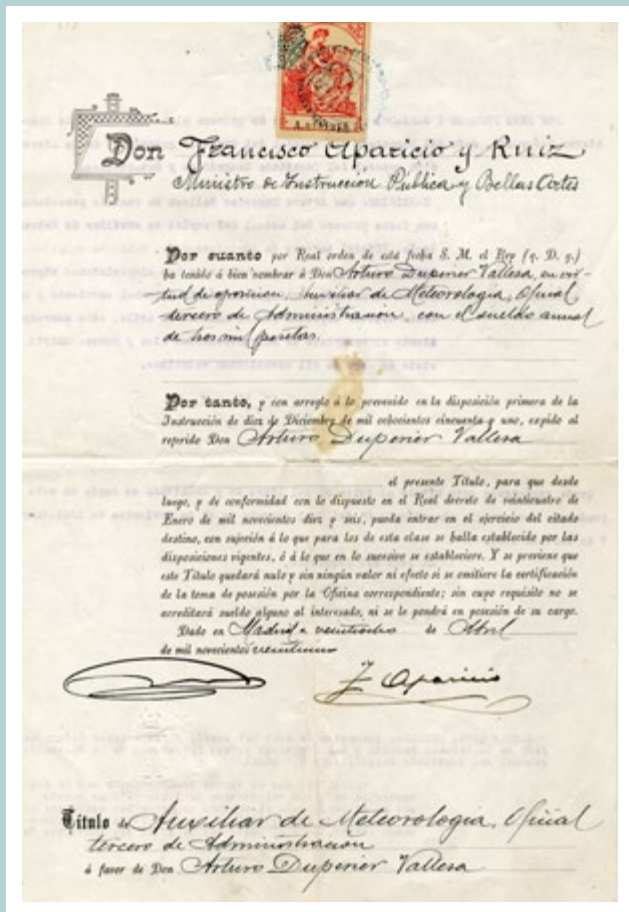 Don Francisco Aparicio y Ruiz
Ministro de Instrucción Pública y Bellas Artes
Por cuanto por Real orden de esta fecha S. M. el Rey (q. D. g.)
ha tenido á bien nombrar á Don Arturo Duperier Vallesa, en vir-
tud de oposición, Auxiliar de Meteorología, Oficial
tercero de Administración con el sueldo anual
de tres mil pesetas.
Por tanto, y con arreglo á lo prevenido en la disposición primera de la
Instrucción de diez de Diciembre de mil ochocientos cincuenta y uno, expido al
referido Don Arturo Duperier Vallesa
el presente Título, para que desde
luego, y de conformidad con lo dispuesto en el Real decreto de veinticuatro de
Enero de mil novecientos diez y seis, pueda entrar en el ejercicio del citado
destino, con sujeción á lo que para los de esta clase se halla establecido por las
disposiciones vigentes, ó á lo que en lo sucesivo se estableciere. Y se previene que
este Título quedará nulo y sin ningún valor ni efecto si se omitiere la certificación
de la toma de posesión por la Oficina correspondiente; sin cuyo requisito no se
acreditará sueldo alguno al interesado, ni se le pondrá en posesión de su cargo.
Dado en Madrid a veintiocho de Abril
de mil novecientos veintiuno
F Aparicio
Título de Auxiliar de Meteorología, Oficial
tercero de Administración
á favor de Don Arturo Duperier Vallesa